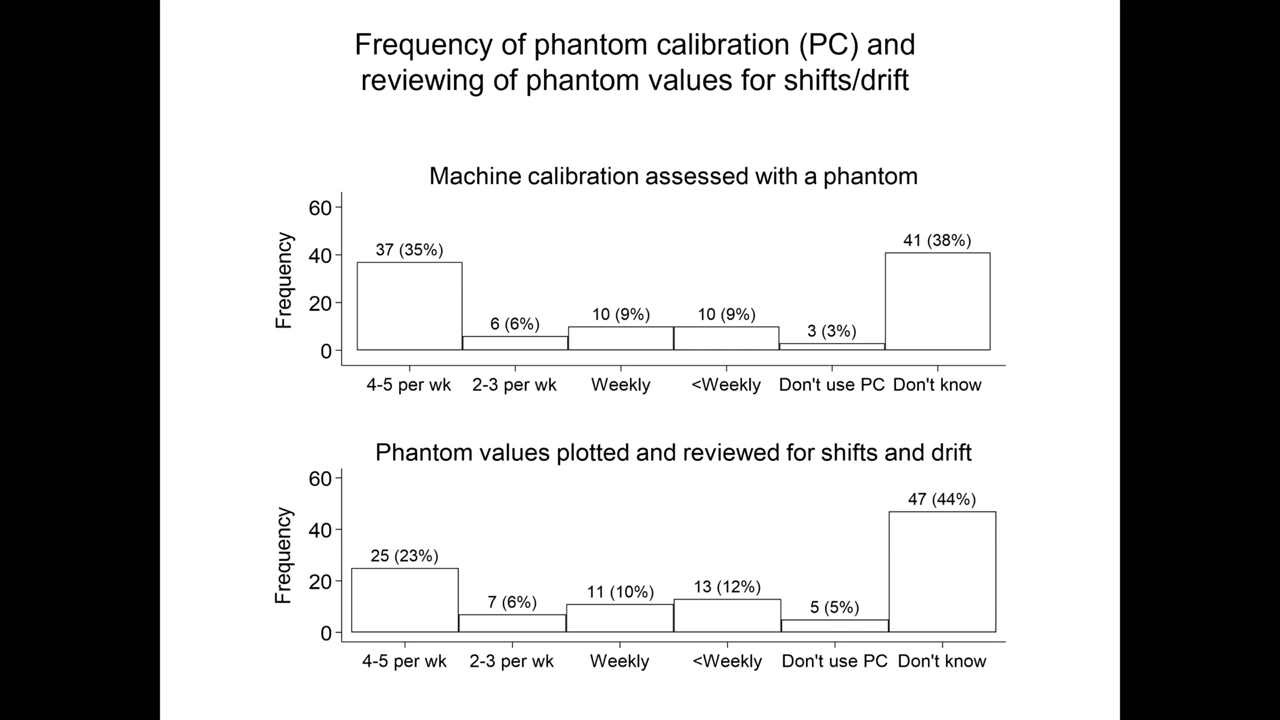 Frequency of phantom calibration (PC) and
reviewing of phantom values for shifts/drift
Machine calibration assessed with a phantom
Frequency
60
40
20
0
37 (35%)
6 (6%)
10 (9%)
10 (9%)
3 (3%)
41 (38%)
4-5 per wk
2-3 per wk
Weekly
<Weekly
Don't use PC
Don't know
Phantom values plotted and reviewed for shifts and drift
Frequency
60
40
20
0
25 (23%)
7 (6%)
11 (10%)
13 (12%)
5 (5%)
47 (44%)
4-5 per wk
2-3 per wk
Weekly
<Weekly
Don't use PC
Don't know